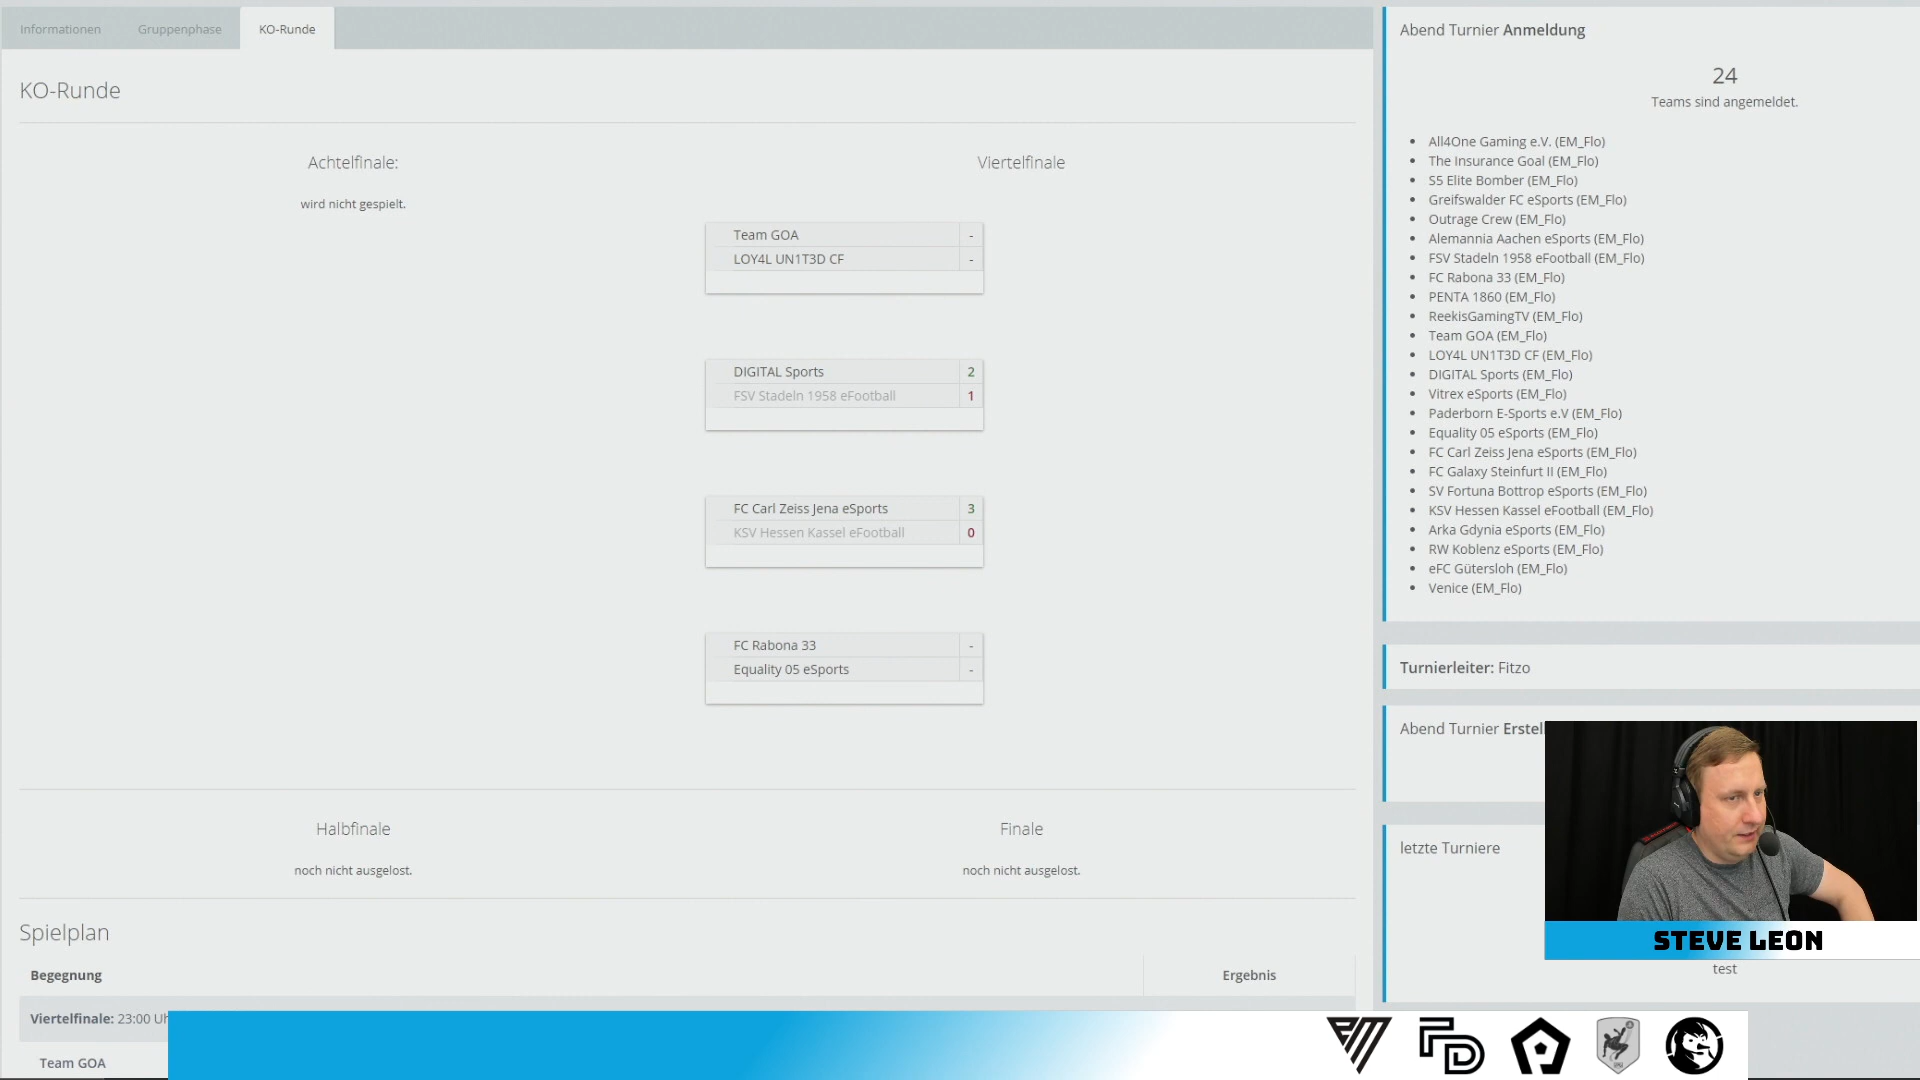 Informationen
Gruppenphase
KO-Runde
KO-Runde
Achtelfinale:
wird nicht gespielt.
Viertelfinale
Team GOA -
LOY4L UN1T3D CF -
DIGITAL Sports 2
FSV Stadeln 1958 eFootball 1
FC Carl Zeiss Jena eSports 3
KSV Hessen Kassel eFootball 0
FC Rabona 33 -
Equality 05 eSports -
Halbfinale
noch nicht ausgelost.
Finale
noch nicht ausgelost.
Spielplan
Begegnung Ergebnis
Viertelfinale: 23:00
Team GOA
Abend Turnier Anmeldung
24
Teams sind angemeldet.
All4One Gaming e.V. (EM_Flo)
The Insurance Goal (EM_Flo)
S5 Elite Bomber (EM_Flo)
Greifswalder FC eSports (EM_Flo)
Outrage Crew (EM_Flo)
Alemannia Aachen eSports (EM_Flo)
FSV Stadeln 1958 eFootball (EM_Flo)
FC Rabona 33 (EM_Flo)
PENTA 1860 (EM_Flo)
ReekisGamingTV (EM_Flo)
Team GOA (EM_Flo)
LOY4L UN1T3D CF (EM_Flo)
DIGITAL Sports (EM_Flo)
Vitrex eSports (EM_Flo)
Paderborn E-Sports e.V (EM_Flo)
Equality 05 eSports (EM_Flo)
FC Carl Zeiss Jena eSports (EM_Flo)
FC Galaxy Steinfurt II (EM_Flo)
SV Fortuna Bottrop eSports (EM_Flo)
KSV Hessen Kassel eFootball (EM_Flo)
Arka Gdynia eSports (EM_Flo)
RW Koblenz eSports (EM_Flo)
eFC Gütersloh (EM_Flo)
Venice (EM_Flo)
Turnierleiter: Fitzo
Abend Turnier
letzte Turniere
STEVE LEON
test